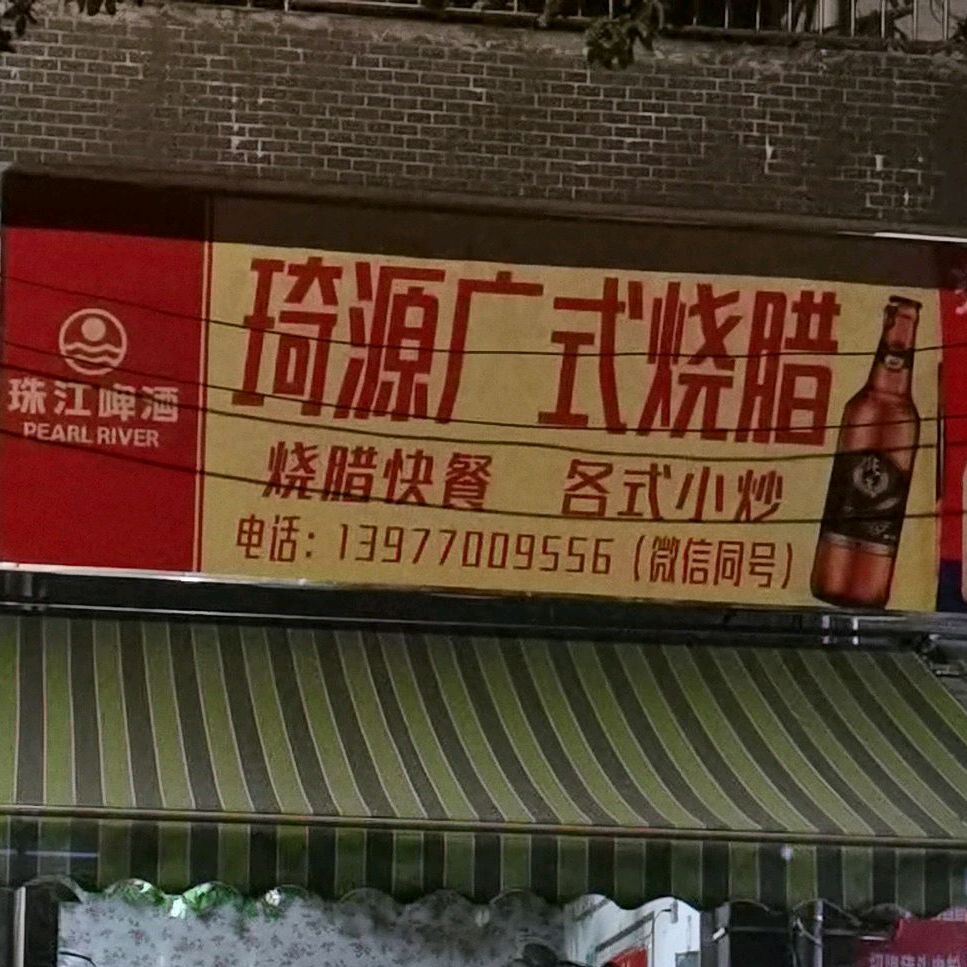 珠江啤酒
PEARL RIVER
琦源广式烧腊
烧腊快餐 各式小炒
电话：13977009556（微信同号）